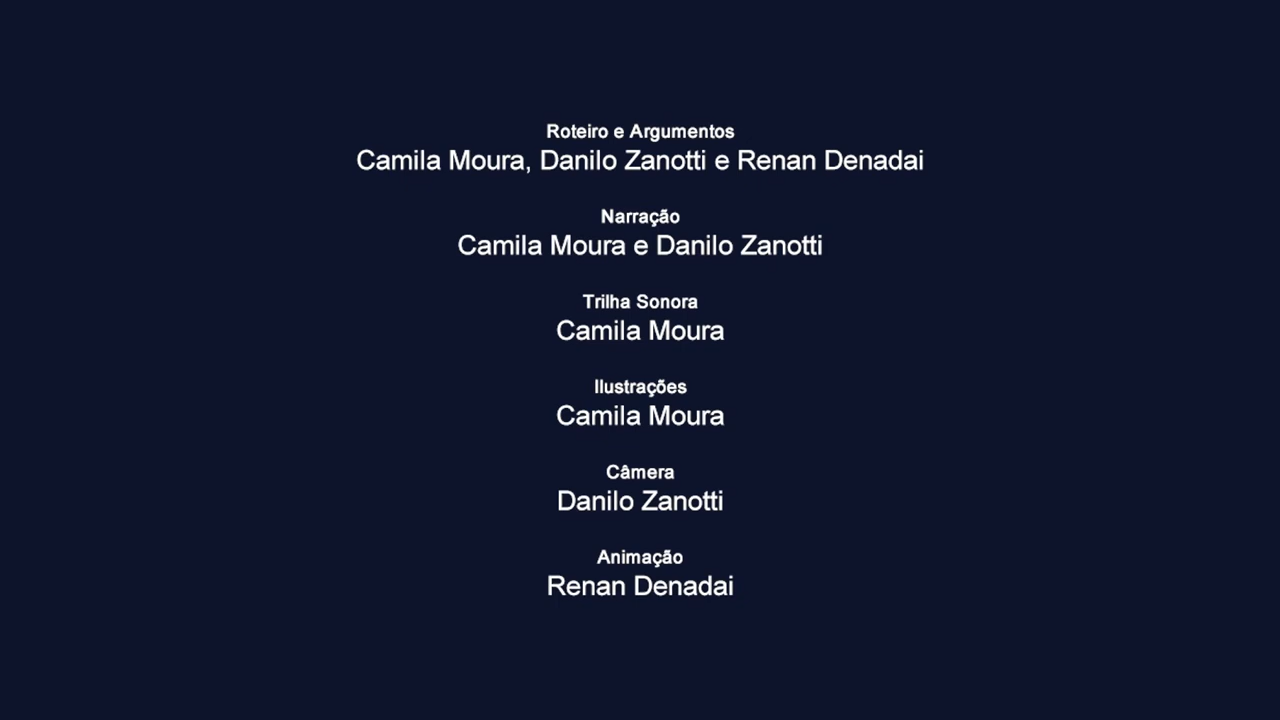 Roteiro e Argumentos
Camila Moura, Danilo Zanotti e Renan Denadai
Narração
Camila Moura e Danilo Zanotti
Trilha Sonora
Camila Moura
Ilustrações
Camila Moura
Câmera
Danilo Zanotti
Animação
Renan Denadai